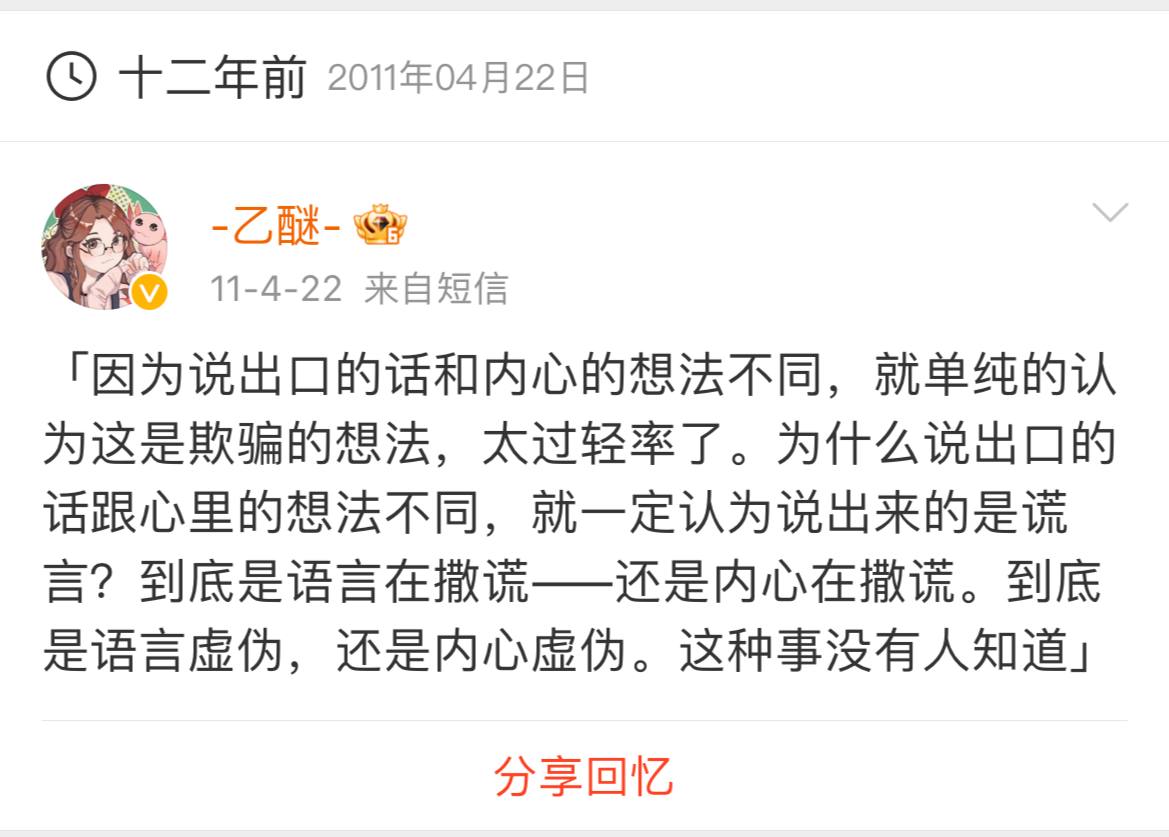 十二年前 2011年04月22日
-乙醚- 6
11-4-22 来自短信
「因为说出口的话和内心的想法不同，就单纯的认
为这是欺骗的想法，太过轻率了。为什么说出口的
话跟心里的想法不同，就一定认为说出来的是谎
言？到底是语言在撒谎——还是内心在撒谎。到底
是语言虚伪，还是内心虚伪。这种事没有人知道」
分享回忆